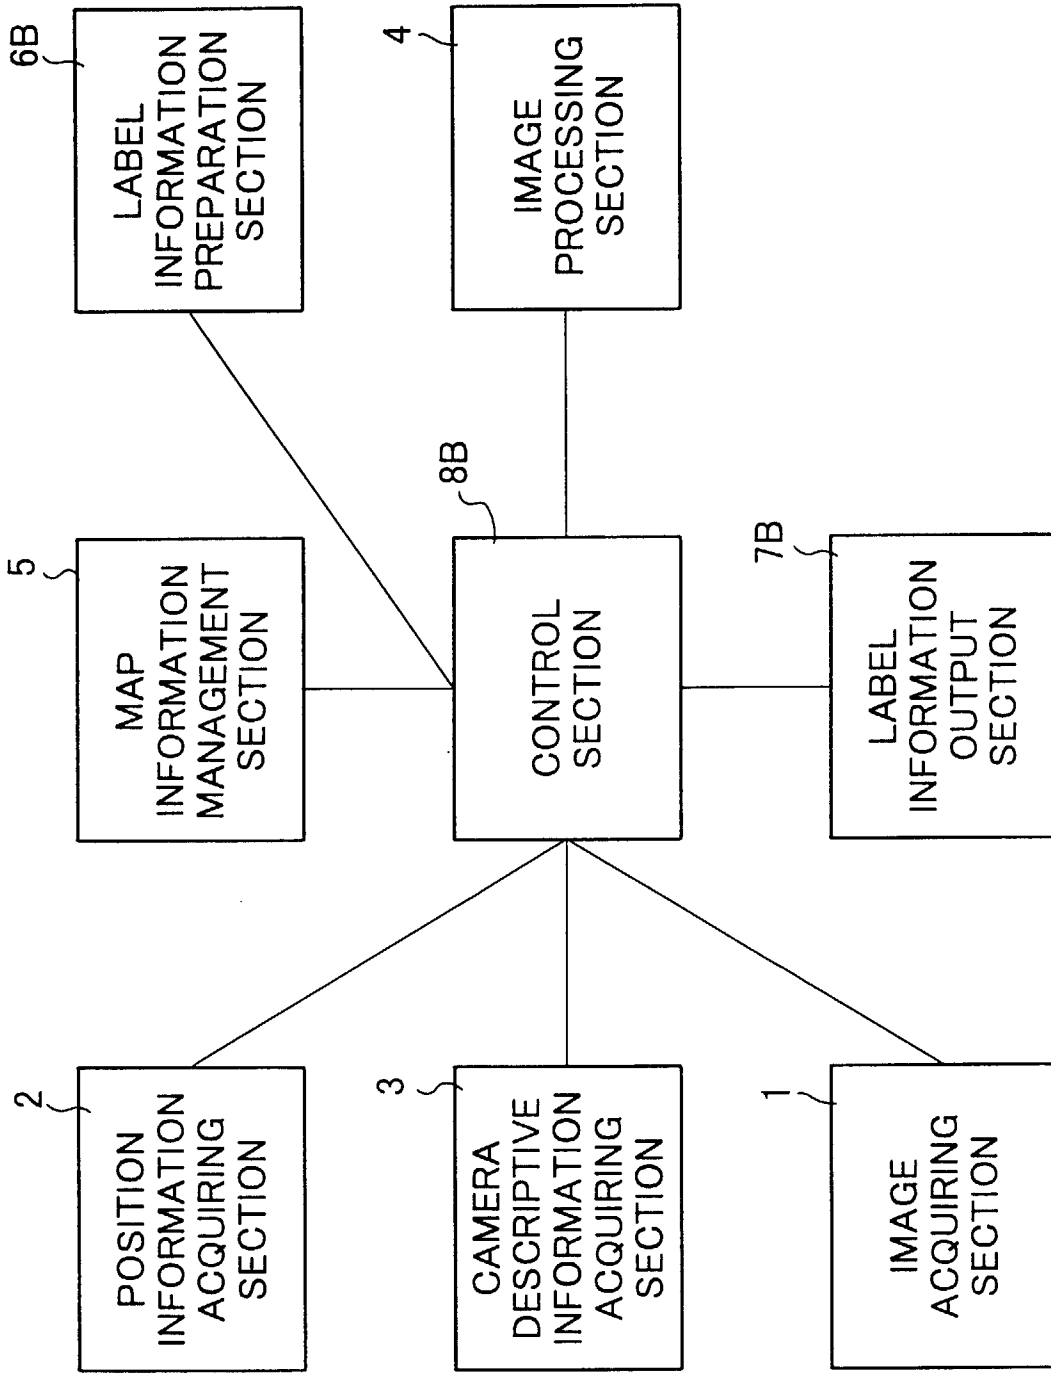 2
POSITION
INFORMATION
ACQUIRING
SECTION
5
MAP
INFORMATION
MANAGEMENT
SECTION
6B
LABEL
INFORMATION
PREPARATION
SECTION
3
CAMERA
DESCRIPTIVE
INFORMATION
ACQUIRING
SECTION
8B
CONTROL
SECTION
4
IMAGE
PROCESSING
SECTION
1
IMAGE
ACQUIRING
SECTION
7B
LABEL
INFORMATION
OUTPUT
SECTION